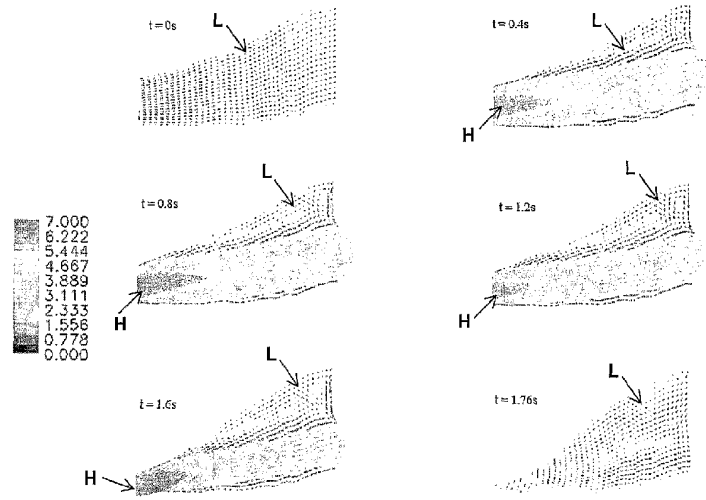 t=0s
L
t=0.4s
L
H
t=0.8s
L
H
t=1.2s
L
H
7.000
6.222
5.444
4.667
3.889
3.111
2.333
1.556
0.778
0.000
t=1.6s
L
H
t=1.76s
L